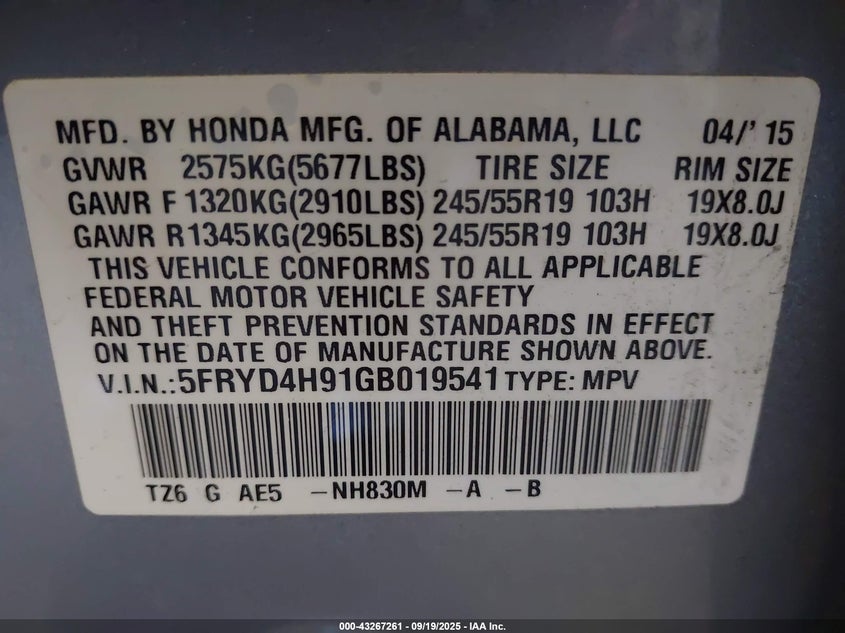 MFD. BY HONDA MFG. OF ALABAMA, LLC 04/'15
GVWR 2575KG(5677LBS) TIRE SIZE RIM SIZE
GAWR F 1320KG(2910LBS) 245/55R19 103H 19X8.0J
GAWR R 1345KG(2965LBS) 245/55R19 103H 19X8.0J
THIS VEHICLE CONFORMS TO ALL APPLICABLE
FEDERAL MOTOR VEHICLE SAFETY
AND THEFT PREVENTION STANDARDS IN EFFECT
ON THE DATE OF MANUFACTURE SHOWN ABOVE.
V.I.N.:5FRYD4H91GB019541 TYPE: MPV
TZ6 G AE5 -NH830M -A -B
000-43267261 - 09/19/2025 - IAA Inc.